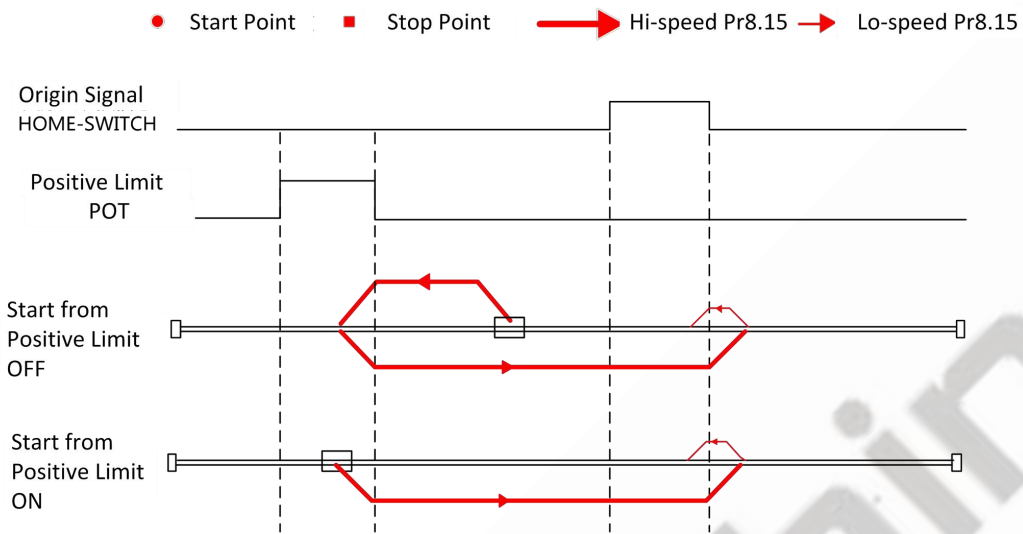 Start Point
Stop Point
Hi-speed Pr8.15
Lo-speed Pr8.15
Origin Signal
HOME-SWITCH
Positive Limit
POT
Start from
Positive Limit
OFF
Start from
Positive Limit
ON